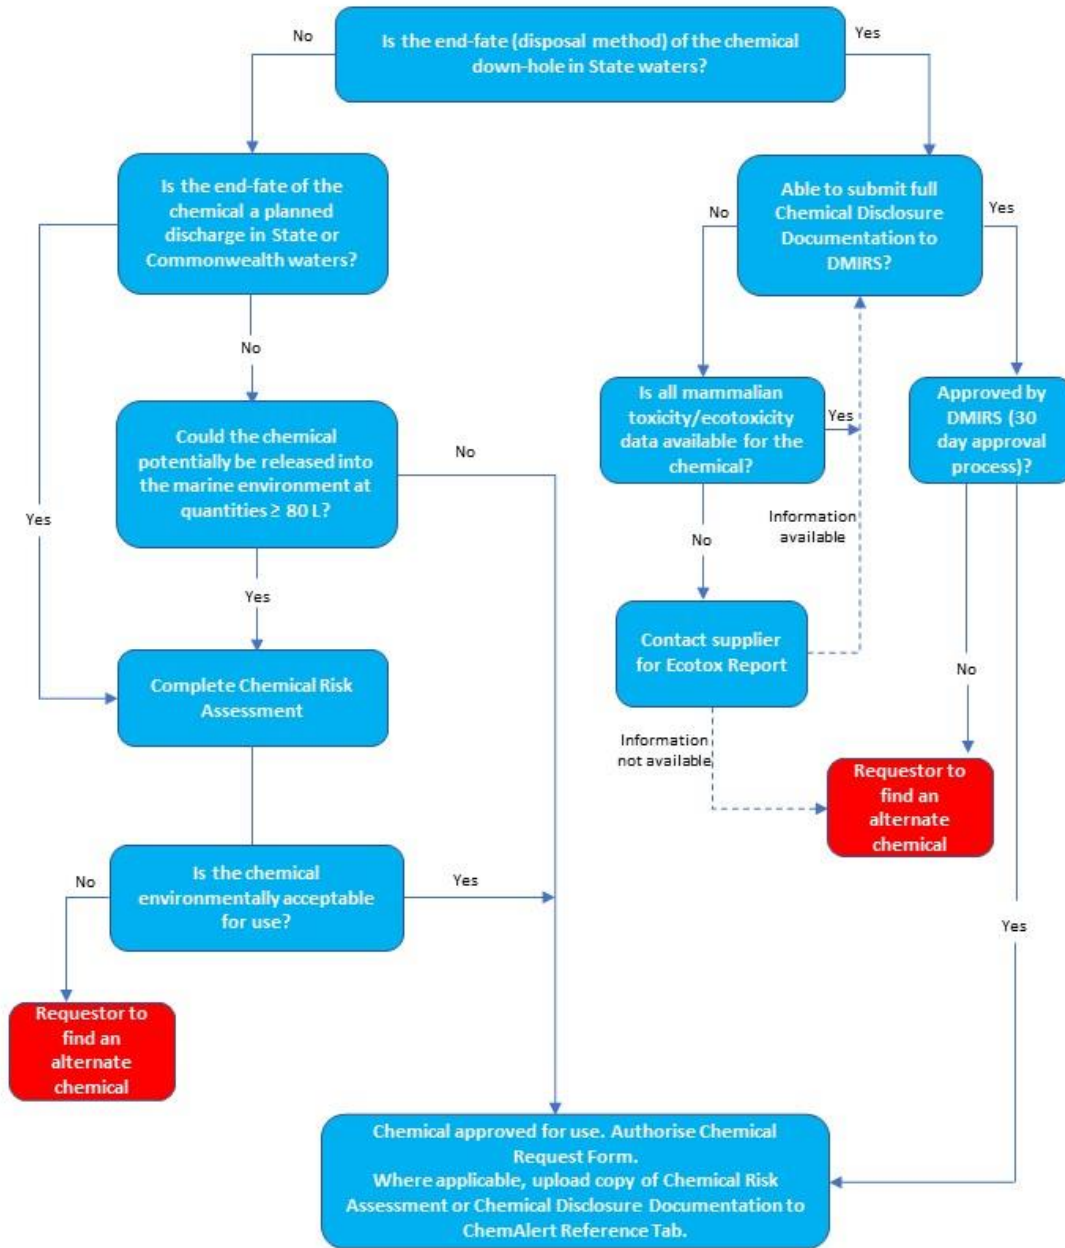 No
Is the end-fate (disposal method) of the chemical
down-hole in State waters?
Yes
Is the end-fate of the
chemical a planned
discharge in State or
Commonwealth waters?
No
Able to submit full
Chemical Disclosure
Documentation to
DMIRS?
Yes
No
Could the chemical
potentially be released into
the marine environment at
quantities ≥ 80 L?
No
Yes
Yes
Is all mammalian
toxicity/ecotoxicity
data available for the
chemical?
Yes
Approved by
DMIRS (30
day approval
process)?
Information
available
No
Contact supplier
for Ecotox Report
No
Complete Chemical Risk
Assessment
Information
not available
Requestor to
find an
alternate
chemical
No
Is the chemical
environmentally acceptable
for use?
Yes
Yes
Requestor to
find an
alternate
chemical
Chemical approved for use. Authorise Chemical
Request Form.
Where applicable, upload copy of Chemical Risk
Assessment or Chemical Disclosure Documentation to
ChemAlert Reference Tab.